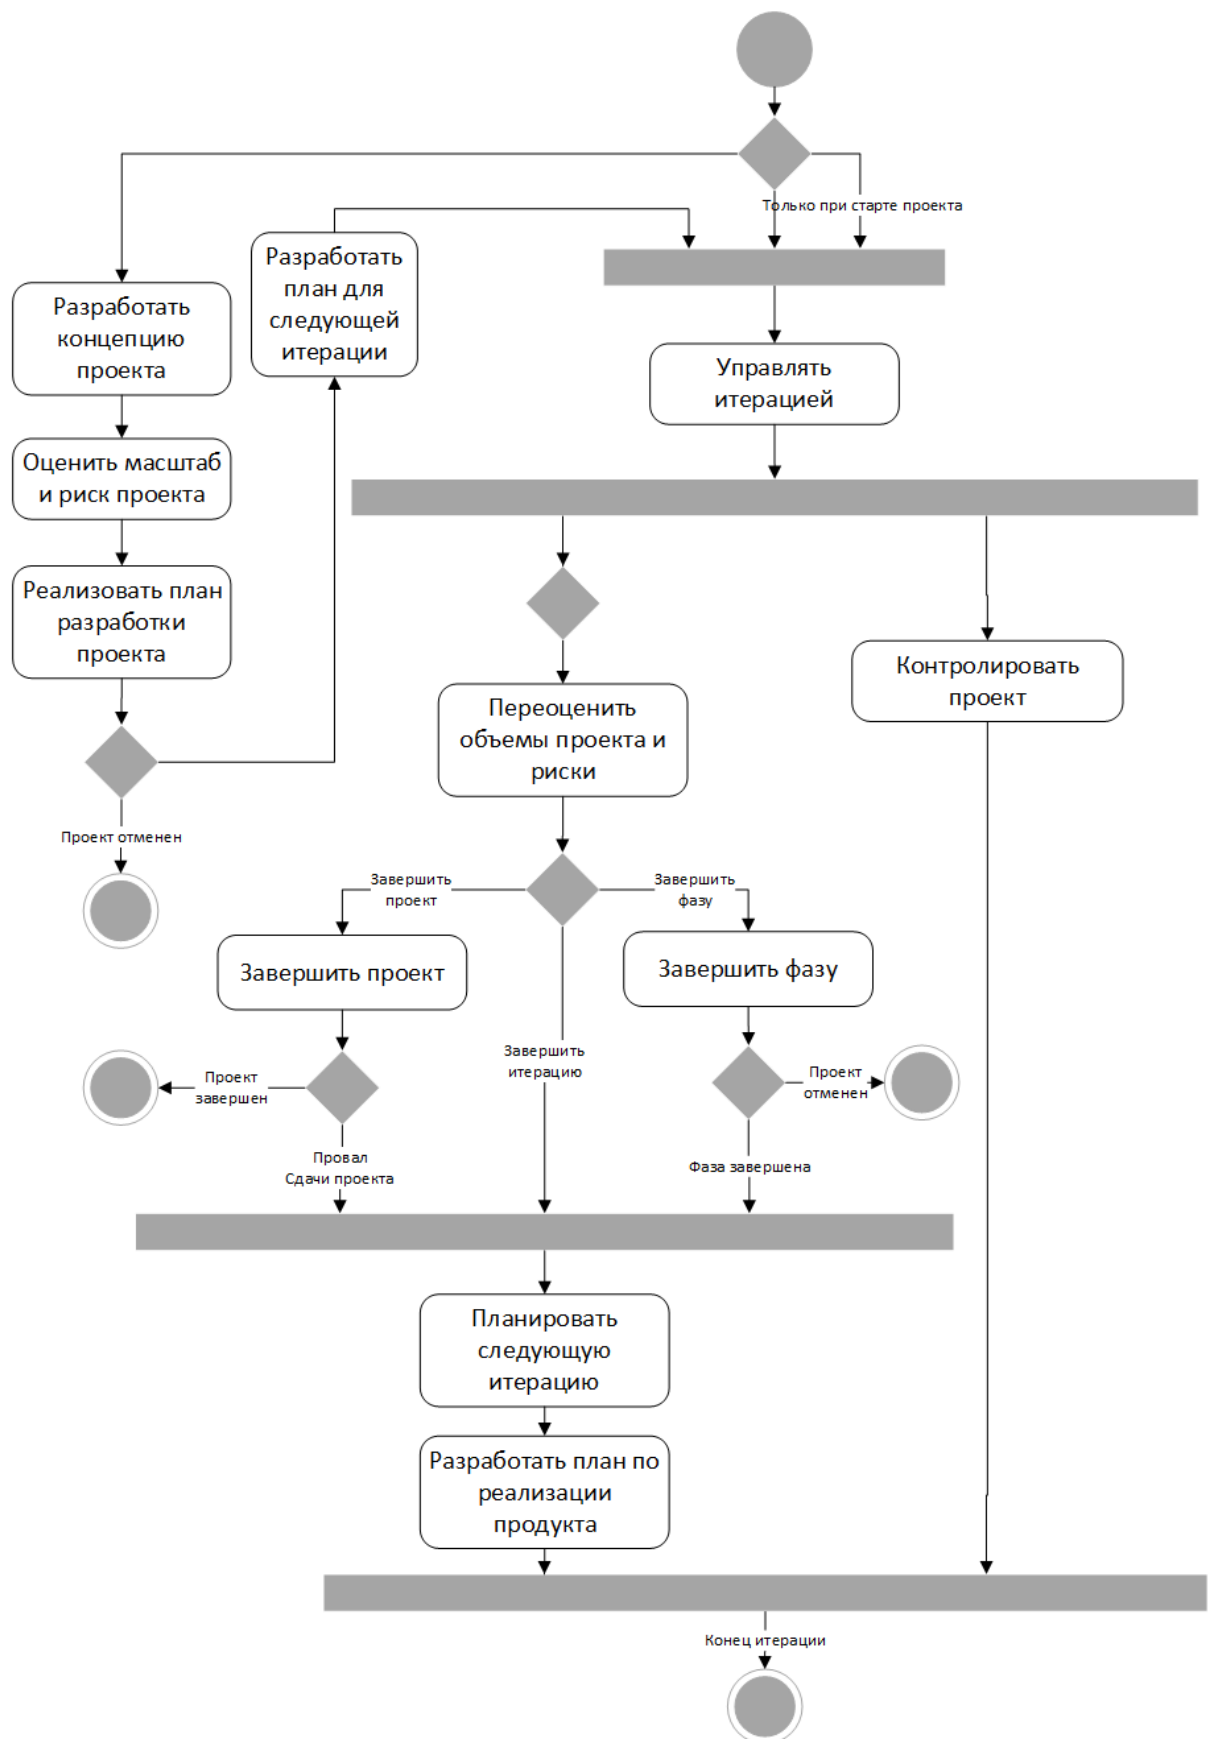 Только при старте проекта
Разработать
план для
следующей
итерации
Разработать
концепцию
проекта
Управлять
итерацией
Оценить масштаб
и риск проекта
Реализовать план
разработки
проекта
Контролировать
проект
Переоценить
объемы проекта и
риски
Проект отменен
Завершить
проект
Завершить
фазу
Завершить проект
Завершить фазу
Завершить
итерацию
Проект
завершен
Проект
отменен
Провал
Сдачи проекта
Фаза завершена
Планировать
следующую
итерацию
Разработать план по
реализации
продукта
Конец итерации